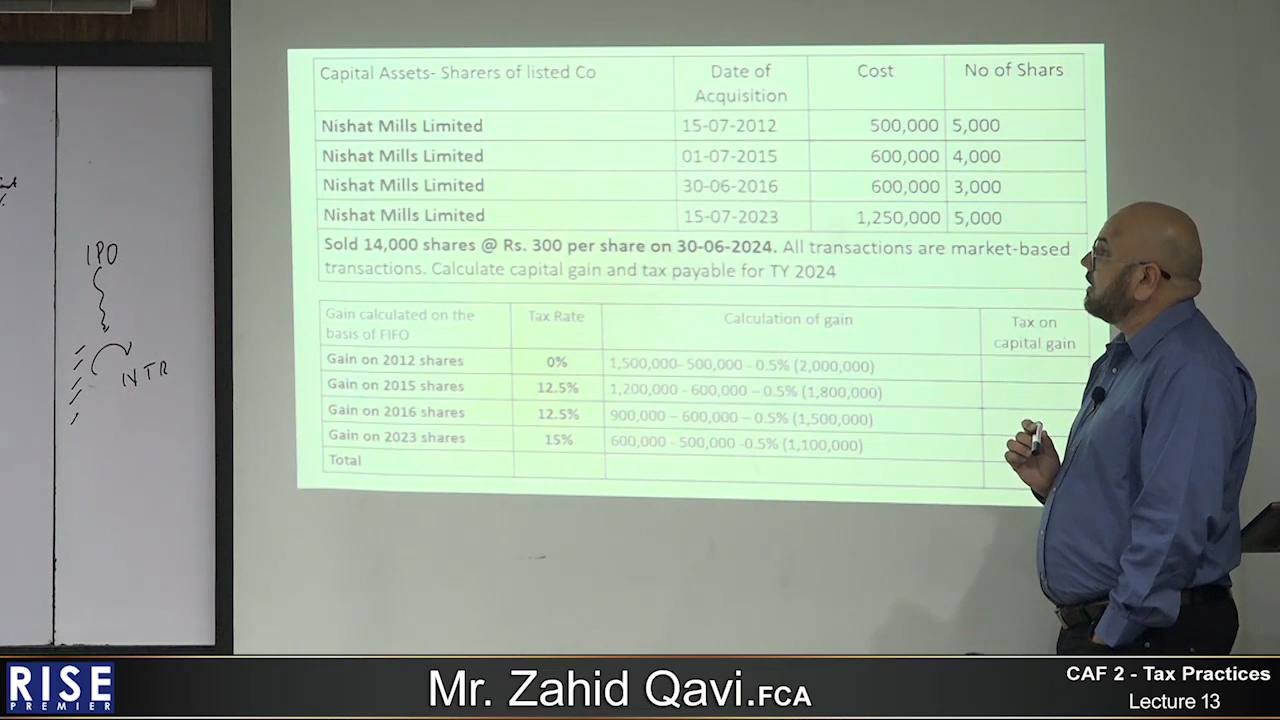 IPO
NTR
Capital Assets- Sharers of listed Co Date of Acquisition Cost No of Shars
Nishat Mills Limited 15-07-2012 500,000 5,000
Nishat Mills Limited 01-07-2015 600,000 4,000
Nishat Mills Limited 30-06-2016 600,000 3,000
Nishat Mills Limited 15-07-2023 1,250,000 5,000
Sold 14,000 shares @ Rs. 300 per share on 30-06-2024. All transactions are market-based
transactions. Calculate capital gain and tax payable for TY 2024
Gain calculated on the basis of FIFO Tax Rate Calculation of gain Tax on capital gain
Gain on 2012 shares 0% 1,500,000- 500,000 - 0.5% (2,000,000)
Gain on 2015 shares 12.5% 1,200,000 - 600,000 – 0.5% (1,800,000)
Gain on 2016 shares 12.5% 900,000 – 600,000 – 0.5% (1,500,000)
Gain on 2023 shares 15% 600,000 - 500,000 -0.5% (1,100,000)
Total
RISE
PREMIER
Mr. Zahid Qavi.FCA
CAF 2 - Tax Practices
Lecture 13